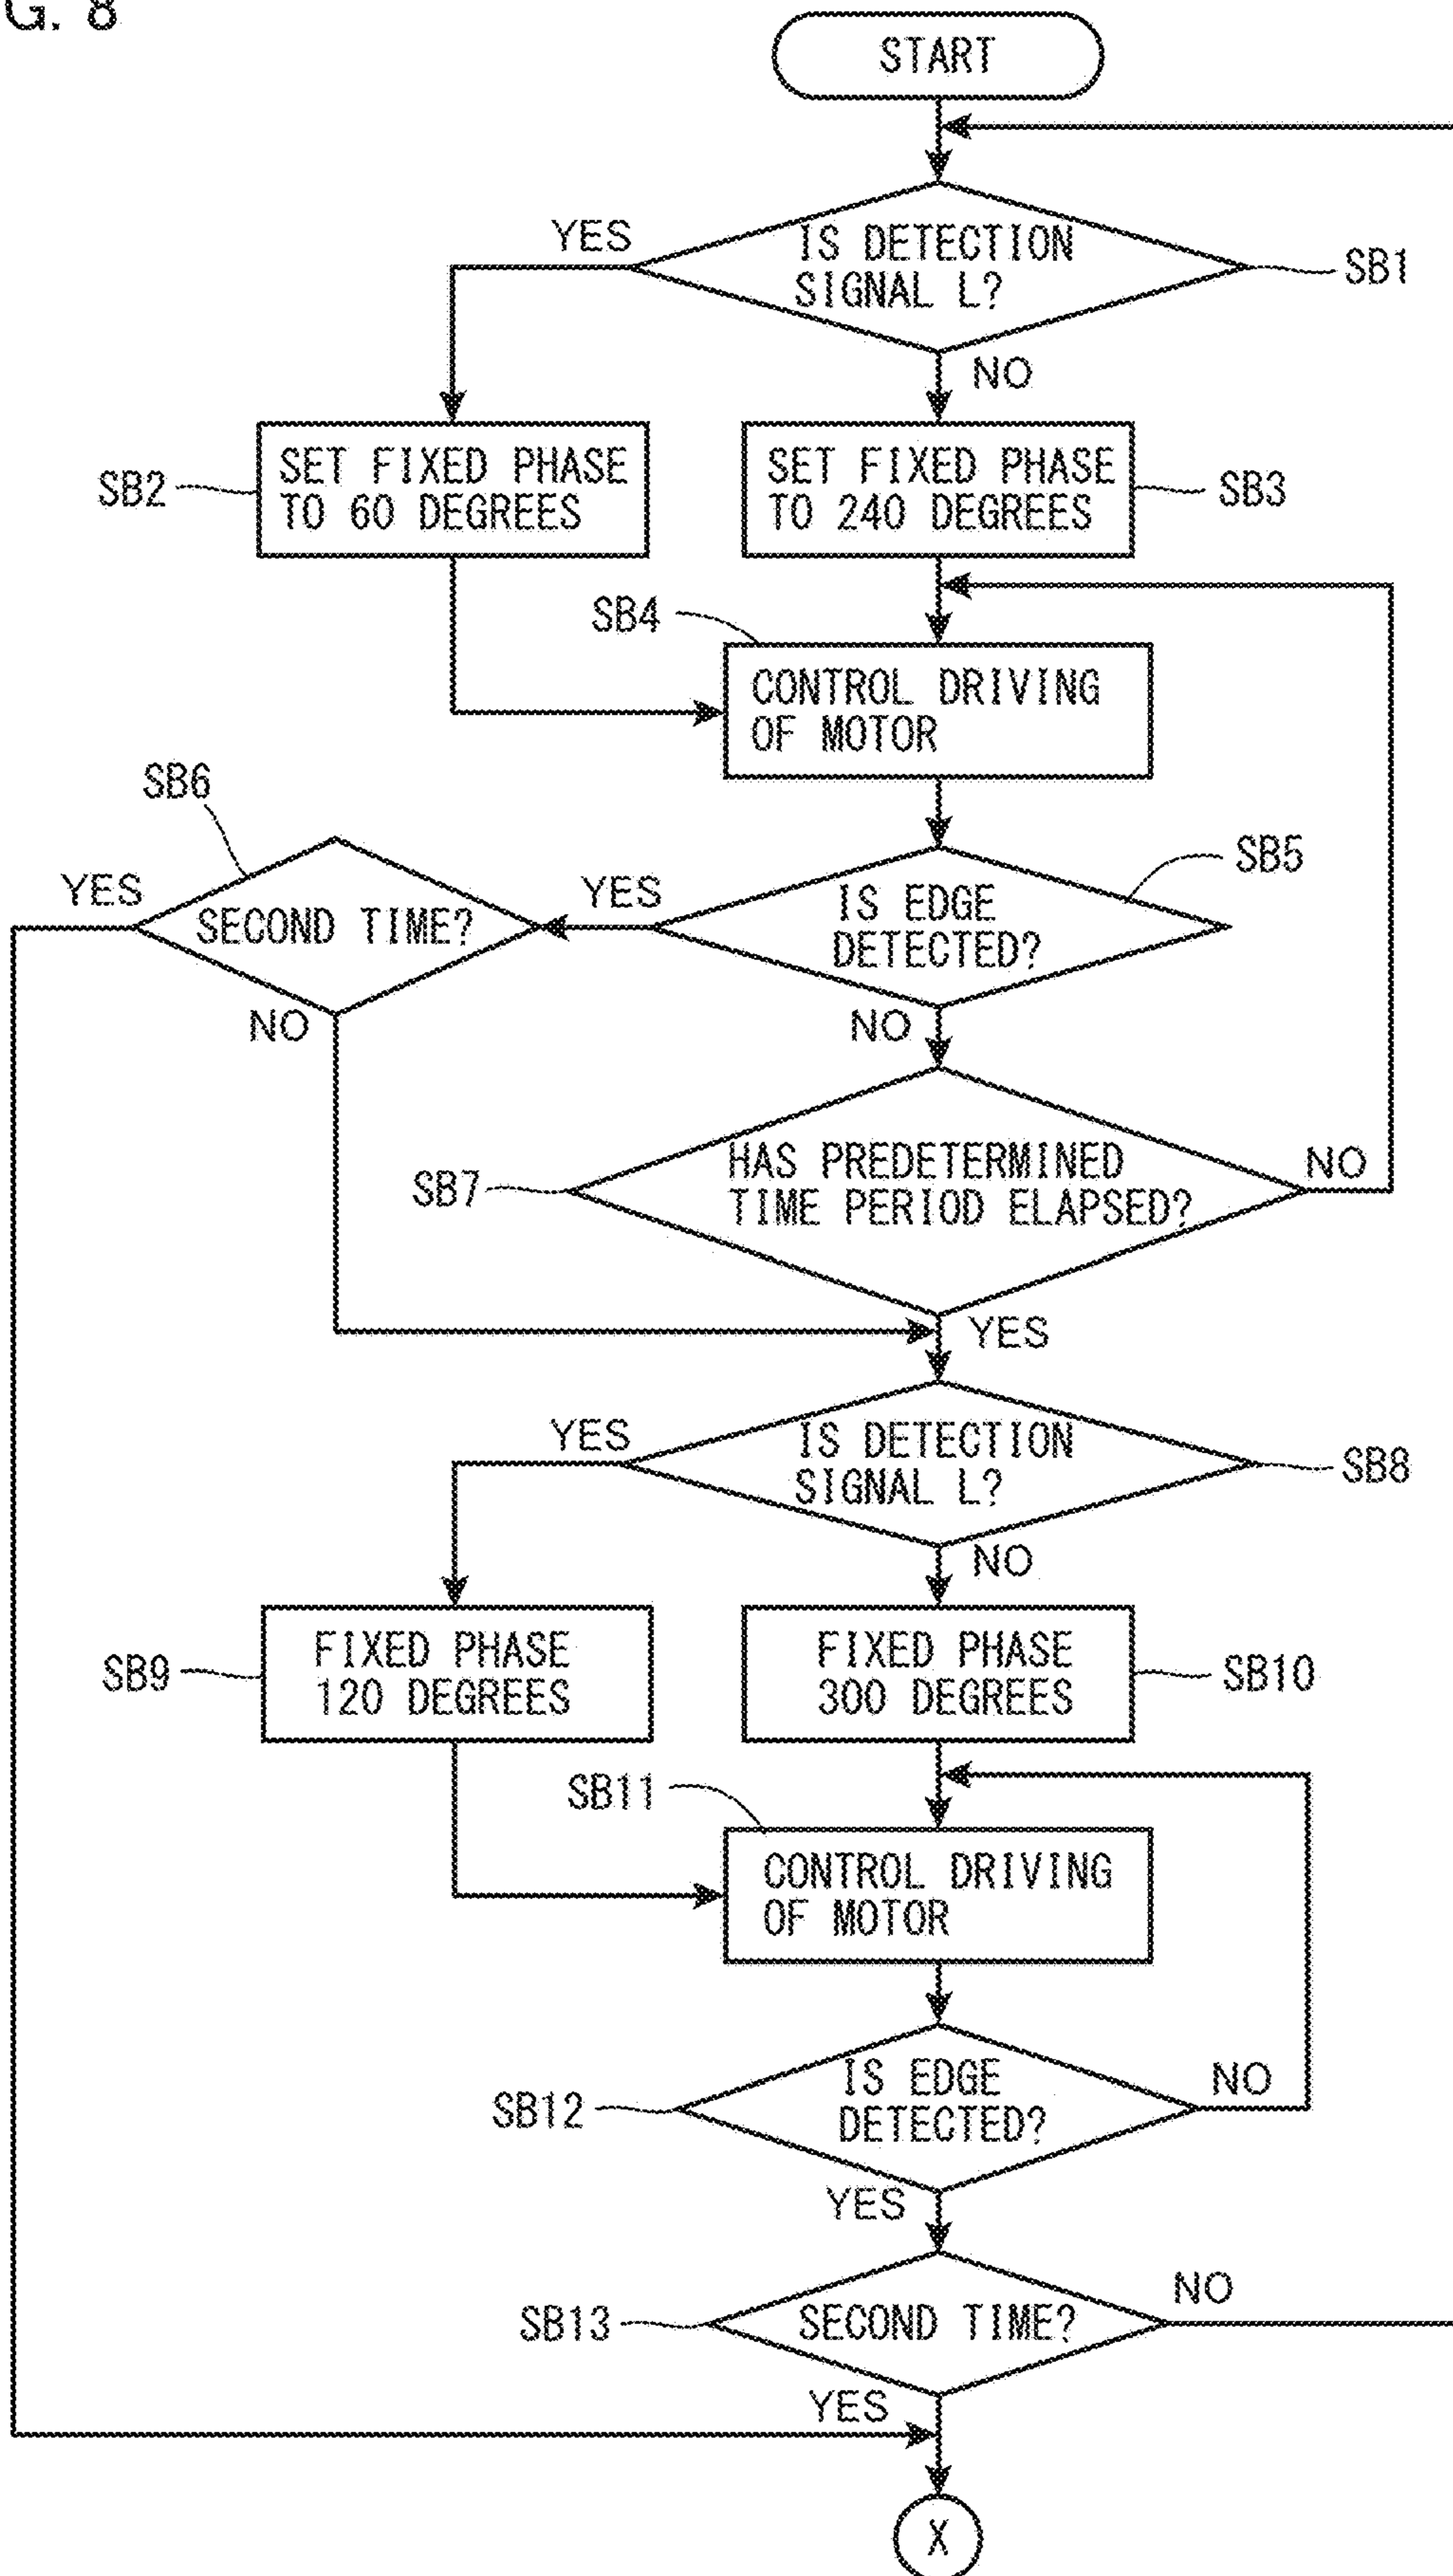 G. 8
START
YES
IS DETECTION
SIGNAL L?
SB1
NO
SB2
SET FIXED PHASE
TO 60 DEGREES
SET FIXED PHASE
TO 240 DEGREES
SB3
SB4
CONTROL DRIVING
OF MOTOR
SB6
YES
SECOND TIME?
YES
IS EDGE
DETECTED?
SB5
NO
NO
SB7
HAS PREDETERMINED
TIME PERIOD ELAPSED?
NO
YES
YES
IS DETECTION
SIGNAL L?
SB8
NO
SB9
FIXED PHASE
120 DEGREES
FIXED PHASE
300 DEGREES
SB10
SB11
CONTROL DRIVING
OF MOTOR
SB12
IS EDGE
DETECTED?
NO
YES
SB13
SECOND TIME?
NO
YES
X